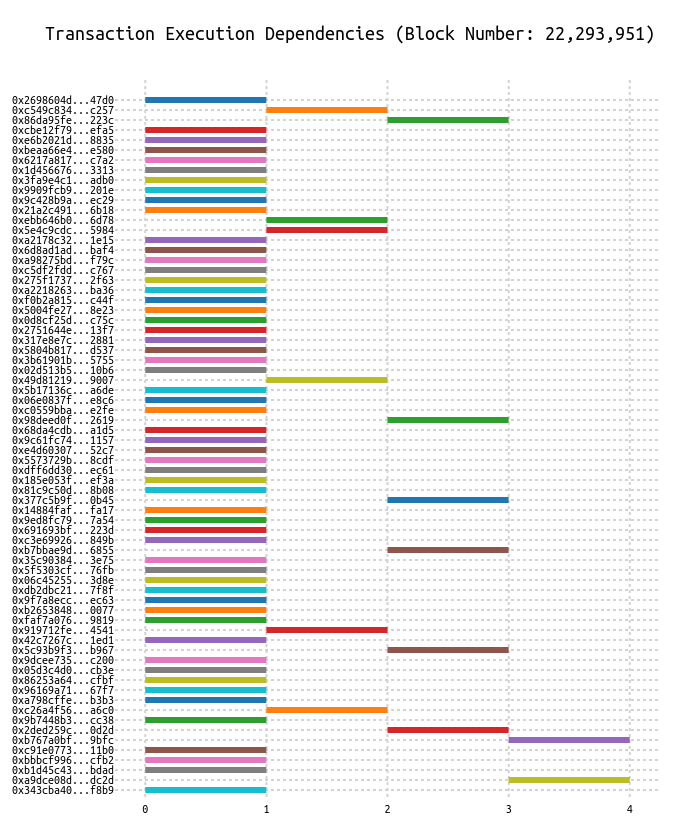 Transaction Execution Dependencies (Block Number: 22,293,951)
0x2698604d...47d0
0xc549c834...c257
0x86da95fe...223c
0xcbe12f79...efa5
0xe6b2021d...8835
0xbeaa66e4...e580
0x6217a817...c7a2
0x1d456676...3313
0x3fa9e4c1...adb0
0x9909fcb9...201e
0x9c428b9a...ec29
0x21a2c491...6b18
0xebb646b0...6d78
0x5e4c9cdc...5984
0xa2178c32...1e15
0x6d8ad1ad...baf4
0xa98275bd...f79c
0xc5df2fdd...c767
0x275f1737...2f63
0xa2218263...ba36
0xf0b2a815...c44f
0x5004fe27...8e23
0x0d8cf25d...c75c
0x2751644e...13f7
0x317e8e7c...2881
0x5804b817...d537
0x3b61901b...5755
0x02d513b5...10b6
0x49d81219...9007
0x5b17136c...a6de
0x06e0837f...e8c6
0xc0559bba...e2fe
0x98deed0f...2619
0x68da4cdb...a1d5
0x9c61fc74...1157
0xe4d60307...52c7
0x5573729b...8cdf
0xdff6dd30...ec61
0x185e053f...ef3a
0x81c9c50d...8b08
0x377c5b9f...0b45
0x14884faf...fa17
0x9ed8fc79...7a54
0x691693bf...223d
0xc3e69926...849b
0xb7bbae9d...6855
0x35c90384...3e75
0x5f5303cf...76fb
0x06c45255...3d8e
0xdb2dbc21...7f8f
0x9f7a8ecc...ec63
0xb2653848...0077
0xfaf7a076...9819
0x919712fe...4541
0x42c7267c...1ed1
0x5c93b9f3...b967
0x9dcee735...c200
0x05d3c4d0...cb3e
0x86253a64...cfbf
0x96169a71...67f7
0xa798cffe...b3b3
0xc26a4f56...a6c0
0x9b7448b3...cc38
0x2ded259c...0d2d
0xb767a0bf...9bfc
0xc91e0773...11b0
0xbbbcf996...cfb2
0xb1d45c43...bdad
0xa9dce08d...dc2d
0x343cba40...f8b9
0 1 2 3 4